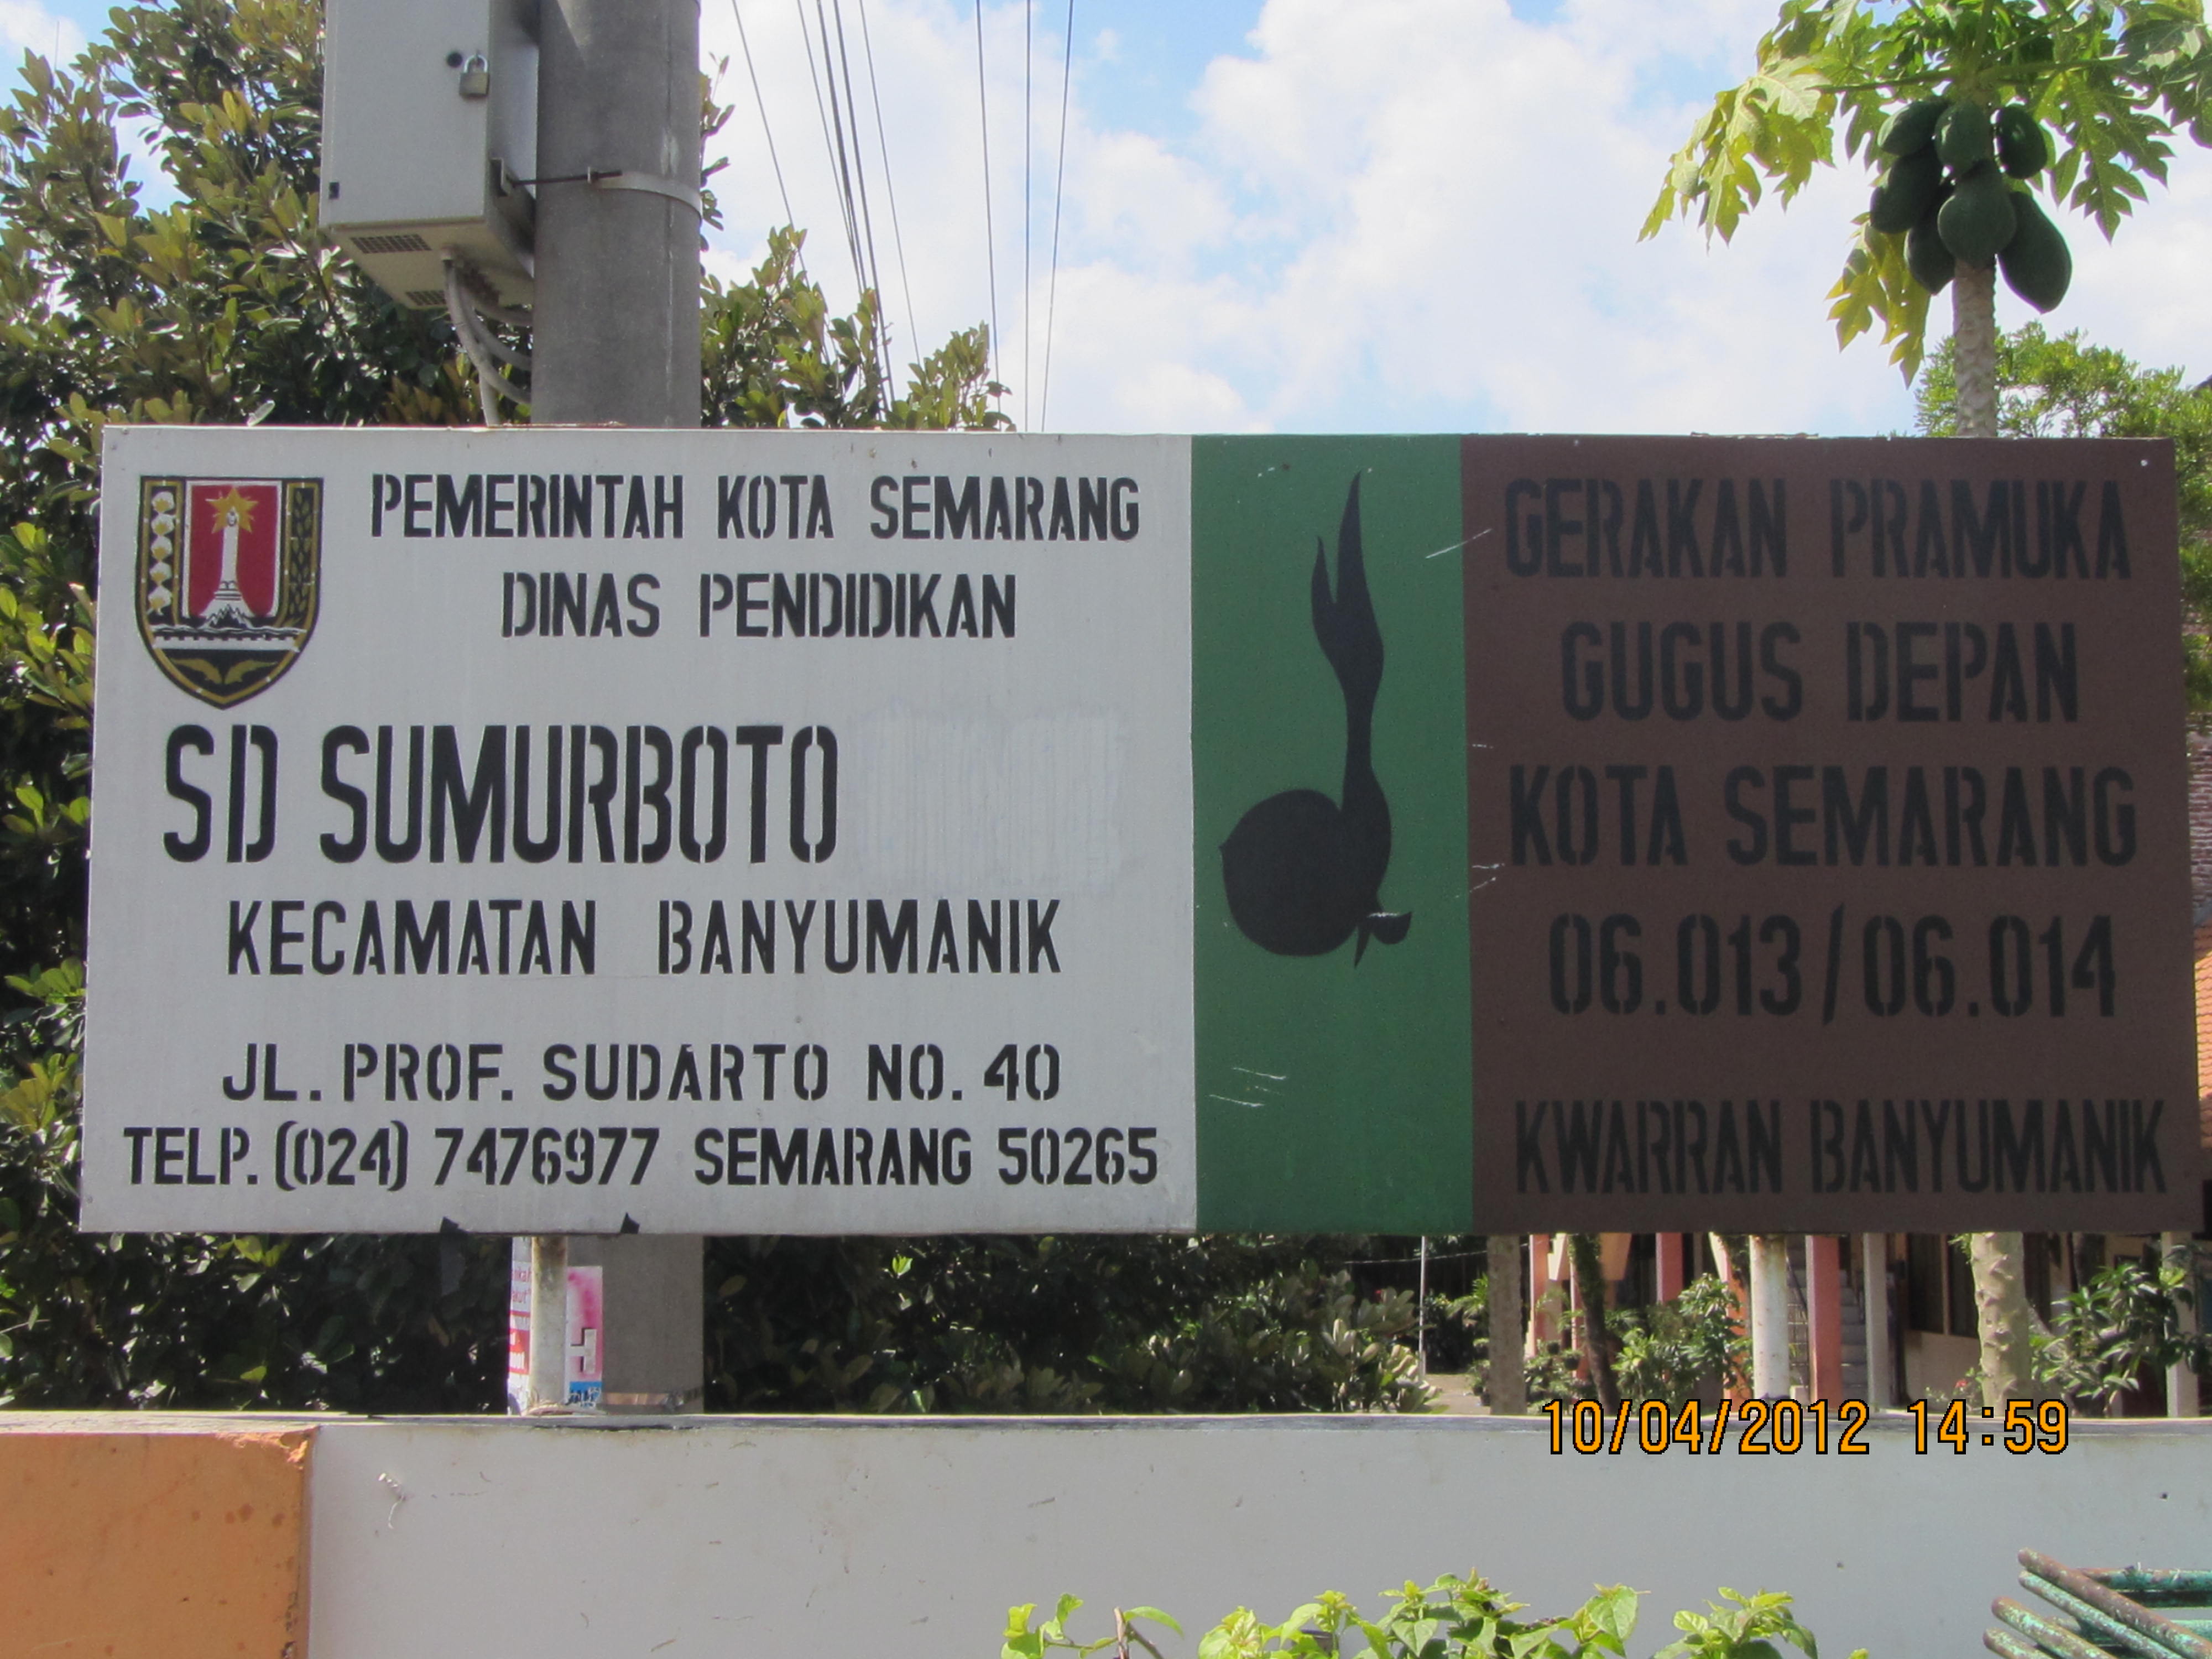 PEMERINTAH KOTA SEMARANG
DINAS PENDIDIKAN
SD SUMURBOTO
KECAMATAN BANYUMANIK
JL. PROF. SUDARTO NO. 40
TELP. (024) 7476977 SEMARANG 50265
GERAKAN PRAMUKA
GUGUS DEPAN
KOTA SEMARANG
06.013/06.014
KWARRAN BANYUMANIK
10/04/2012 14:59